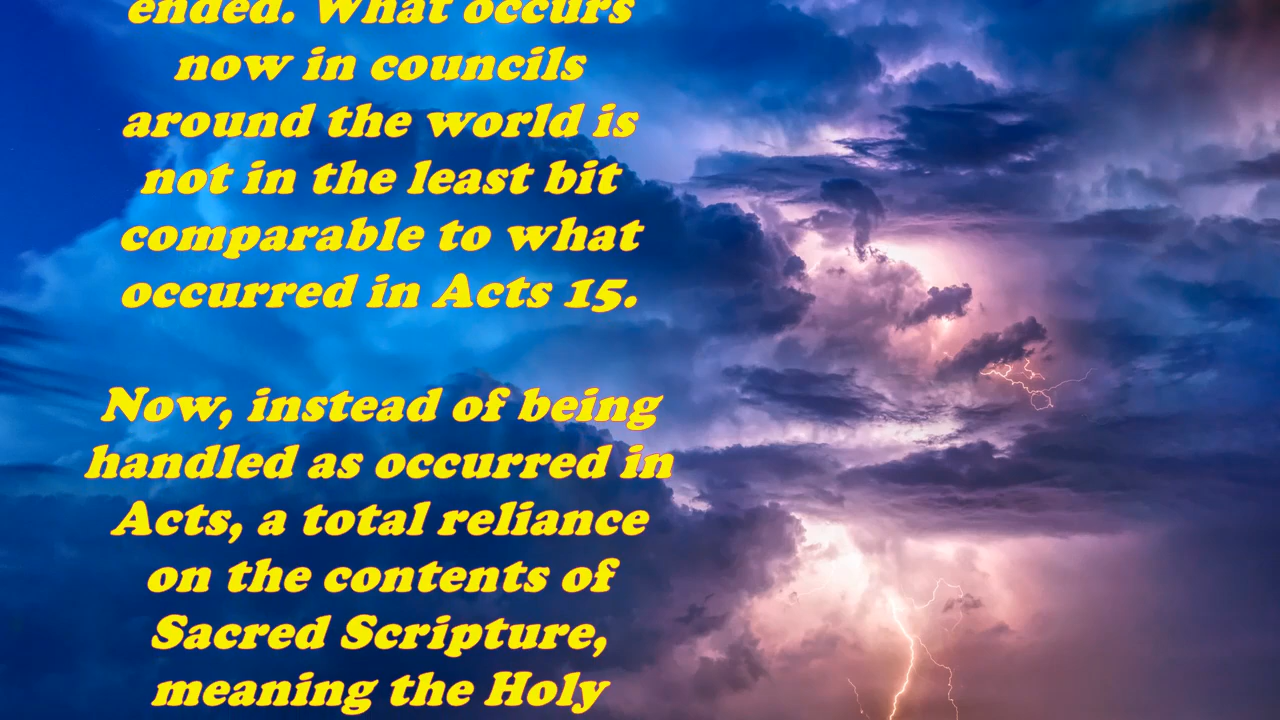 ended. What occurs
now in councils
around the world is
not in the least bit
comparable to what
occurred in Acts 15.
Now, instead of being
handled as occurred in
Acts, a total reliance
on the contents of
Sacred Scripture,
meaning the Holy